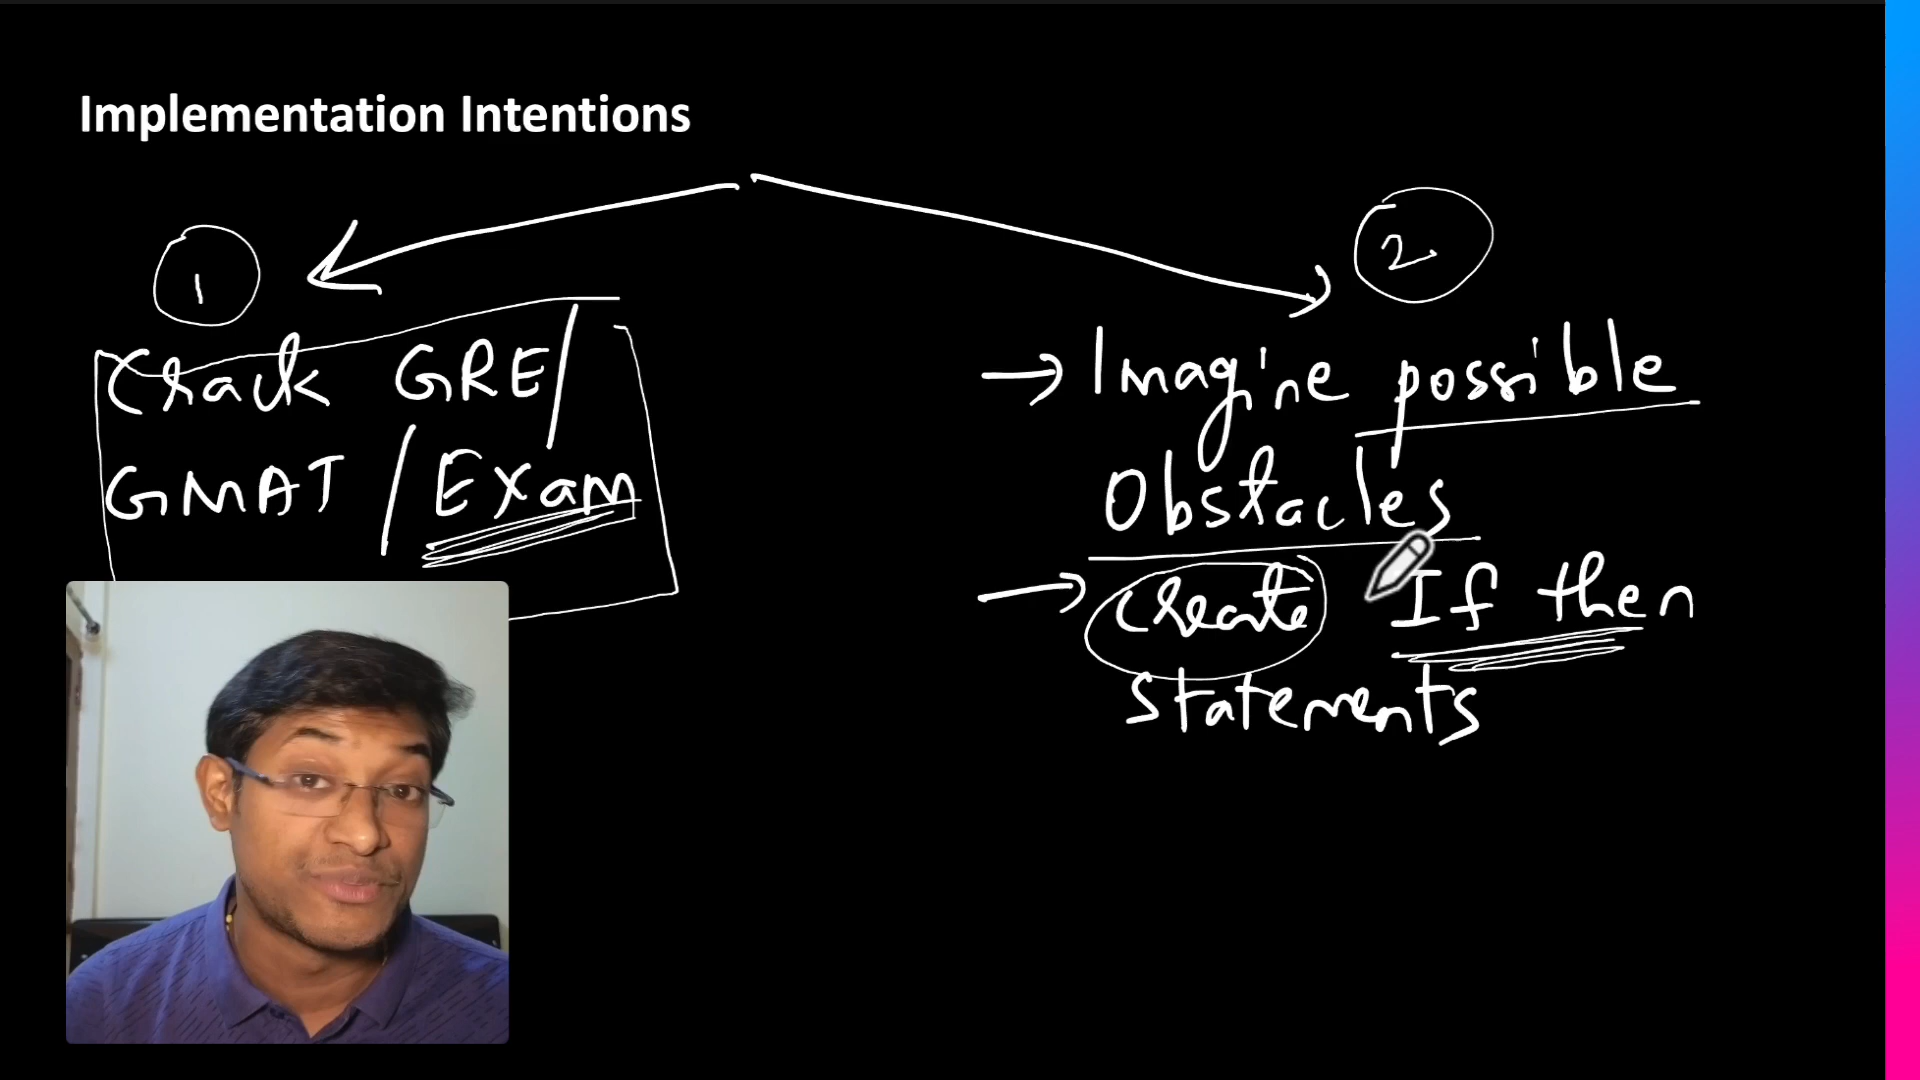 Implementation Intentions
1
Crack GRE/
GMAT / Exam
2.
→ Imagine possible
Obstacles
→ Create If then
Statements